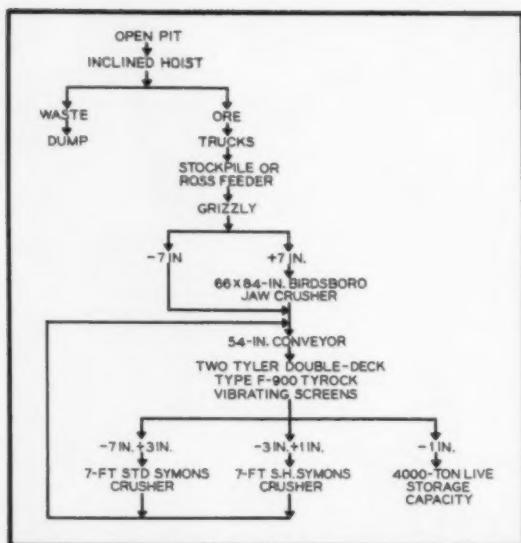 OPEN PIT
INCLINED HOIST
WASTE
ORE
DUMP
TRUCKS
STOCKPILE OR
ROSS FEEDER
GRIZZLY
-7 IN
+7 IN.
66 X 84-IN. BIRDSBORO
JAW CRUSHER
54-IN. CONVEYOR
TWO TYLER DOUBLE-DECK
TYPE F-900 TYROCK
VIBRATING SCREENS
-7 IN.+3 IN.
-3 IN.+1 IN.
-1 IN.
7-FT STD SYMONS
CRUSHER
7-FT S.H. SYMONS
CRUSHER
4000-TON LIVE
STORAGE
CAPACITY